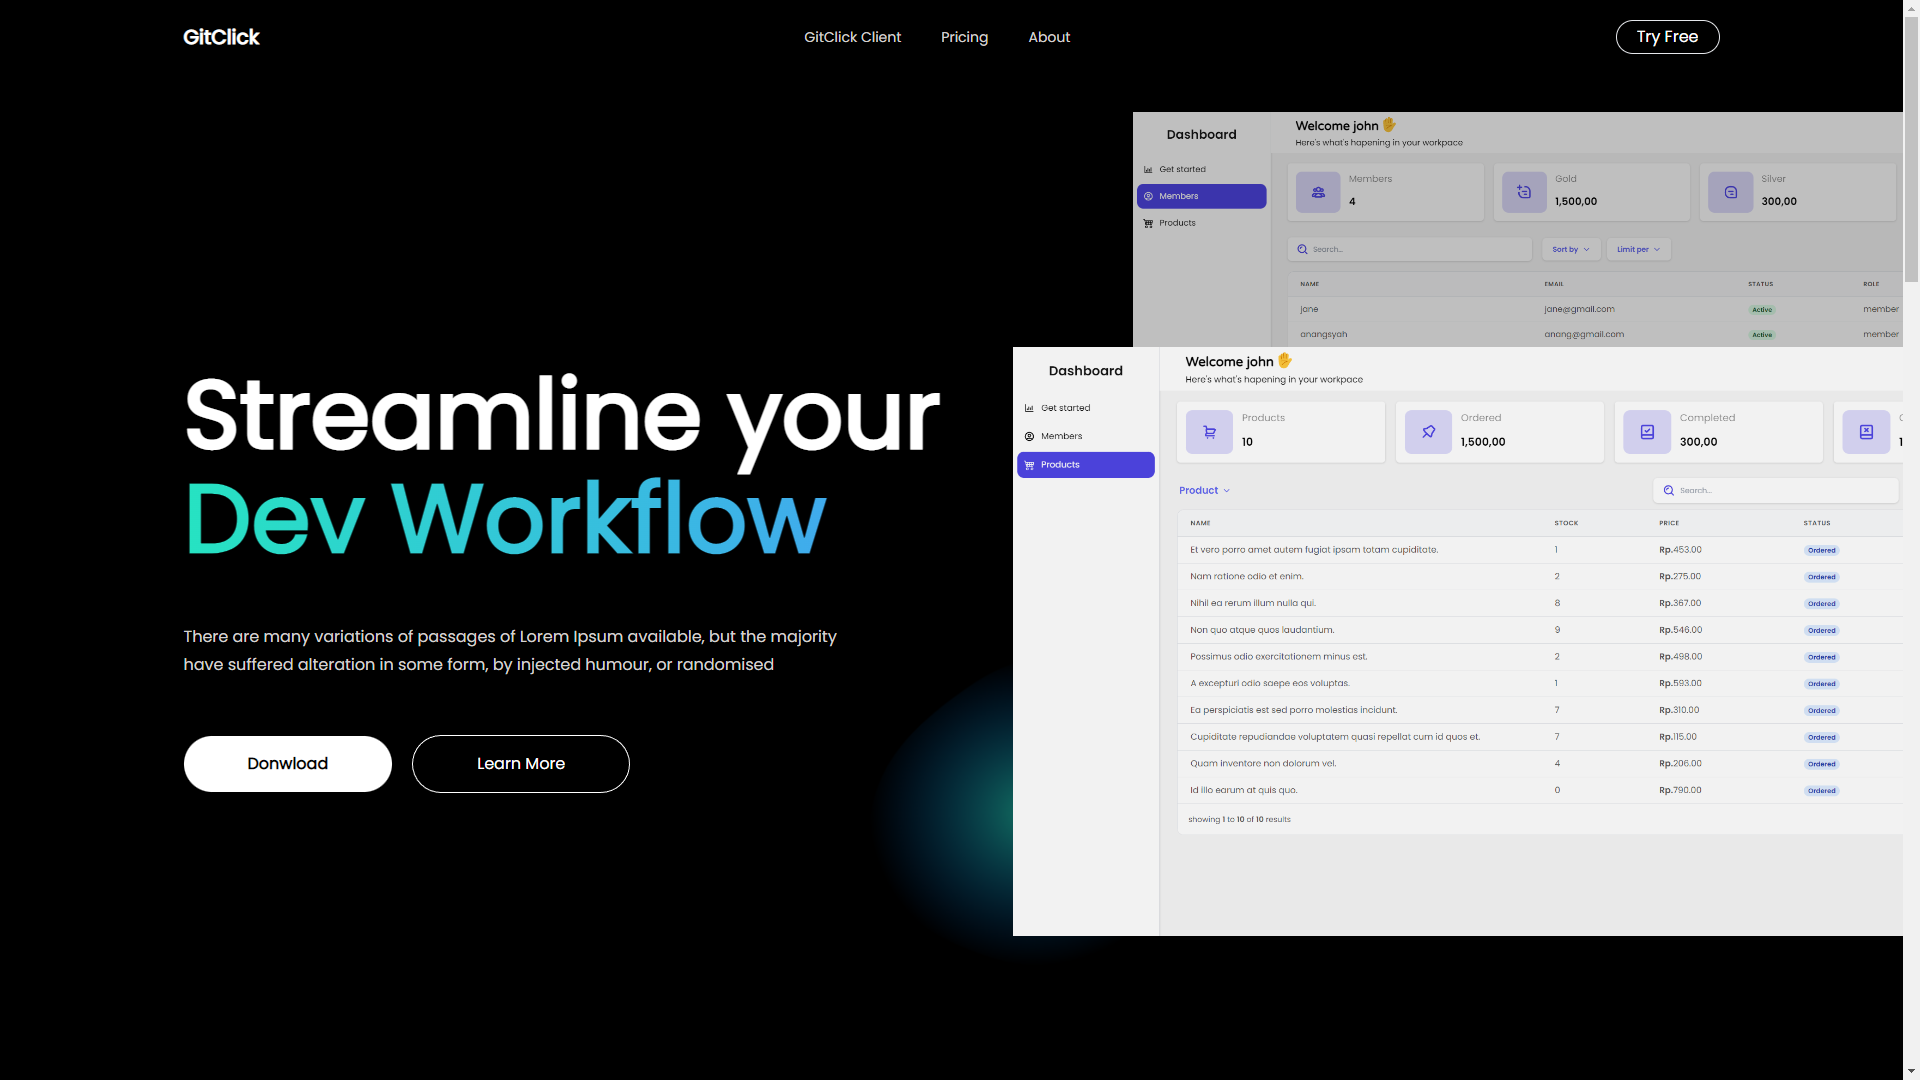 GitClick
GitClick Client
Pricing
About
Try Free
Streamline your
Dev Workflow
There are many variations of passages of Lorem Ipsum available, but the majority
have suffered alteration in some form, by injected humour, or randomised
Donwload
Learn More
Dashboard
Get started
Members
Products
Welcome john
Here's what's hapening in your workpace
Members
4
Gold
1,500,00
Silver
300,00
Search...
Sort by
Limit per
NAME EMAIL STATUS ROLE
jane jane@gmail.com Active member
anangsyah anang@gmail.com Active member
Dashboard
Get started
Members
Products
Welcome john
Here's what's hapening in your workpace
Products
10
Ordered
1,500,00
Completed
300,00
Product
Search...
NAME STOCK PRICE STATUS
Et vero porro amet autem fugiat ipsam totam cupiditate. 1 Rp.453.00 Ordered
Nam ratione odio et enim. 2 Rp.275.00 Ordered
Nihil ea rerum illum nulla qui. 8 Rp.367.00 Ordered
Non quo atque quos laudantium. 9 Rp.546.00 Ordered
Possimus odio exercitationem minus est. 2 Rp.498.00 Ordered
A excepturi odio saepe eos voluptas. 1 Rp.593.00 Ordered
Ea perspiciatis est sed porro molestias incidunt. 7 Rp.310.00 Ordered
Cupiditate repudiandae voluptatem quasi repellat cum id quos et. 7 Rp.115.00 Ordered
Quam inventore non dolorum vel. 4 Rp.206.00 Ordered
Id illo earum at quis quo. 0 Rp.790.00 Ordered
showing 1 to 10 of 10 results